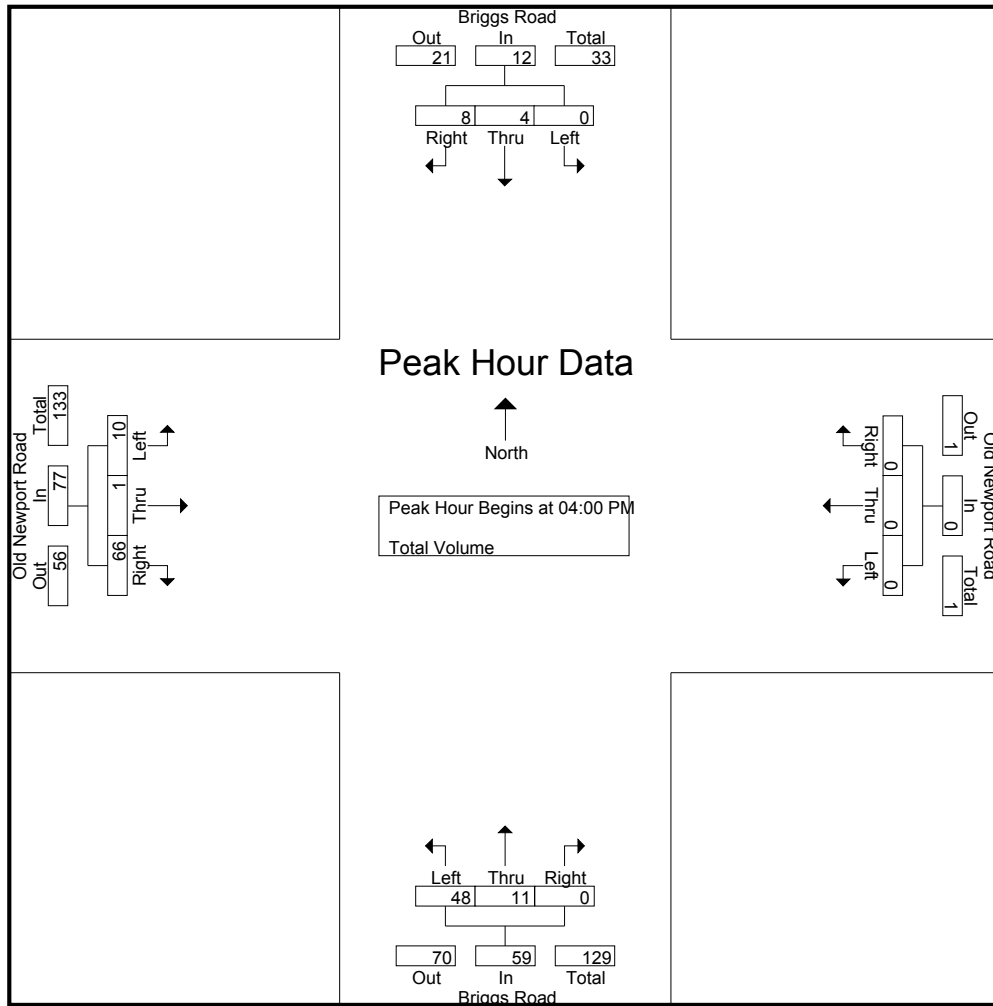 Briggs Road
Out In Total
21 12 33
8 4 0
Right Thru Left
Peak Hour Data
North
Peak Hour Begins at 04:00 PM
Total Volume
Old Newport Road
Out In Total
56 77 133
Right Thru Left
66 1 10
Old Newport Road
Out In Total
1 0 1
Right Thru Left
0 0 0
Left Thru Right
48 11 0
70 59 129
Out In Total
Briggs Road